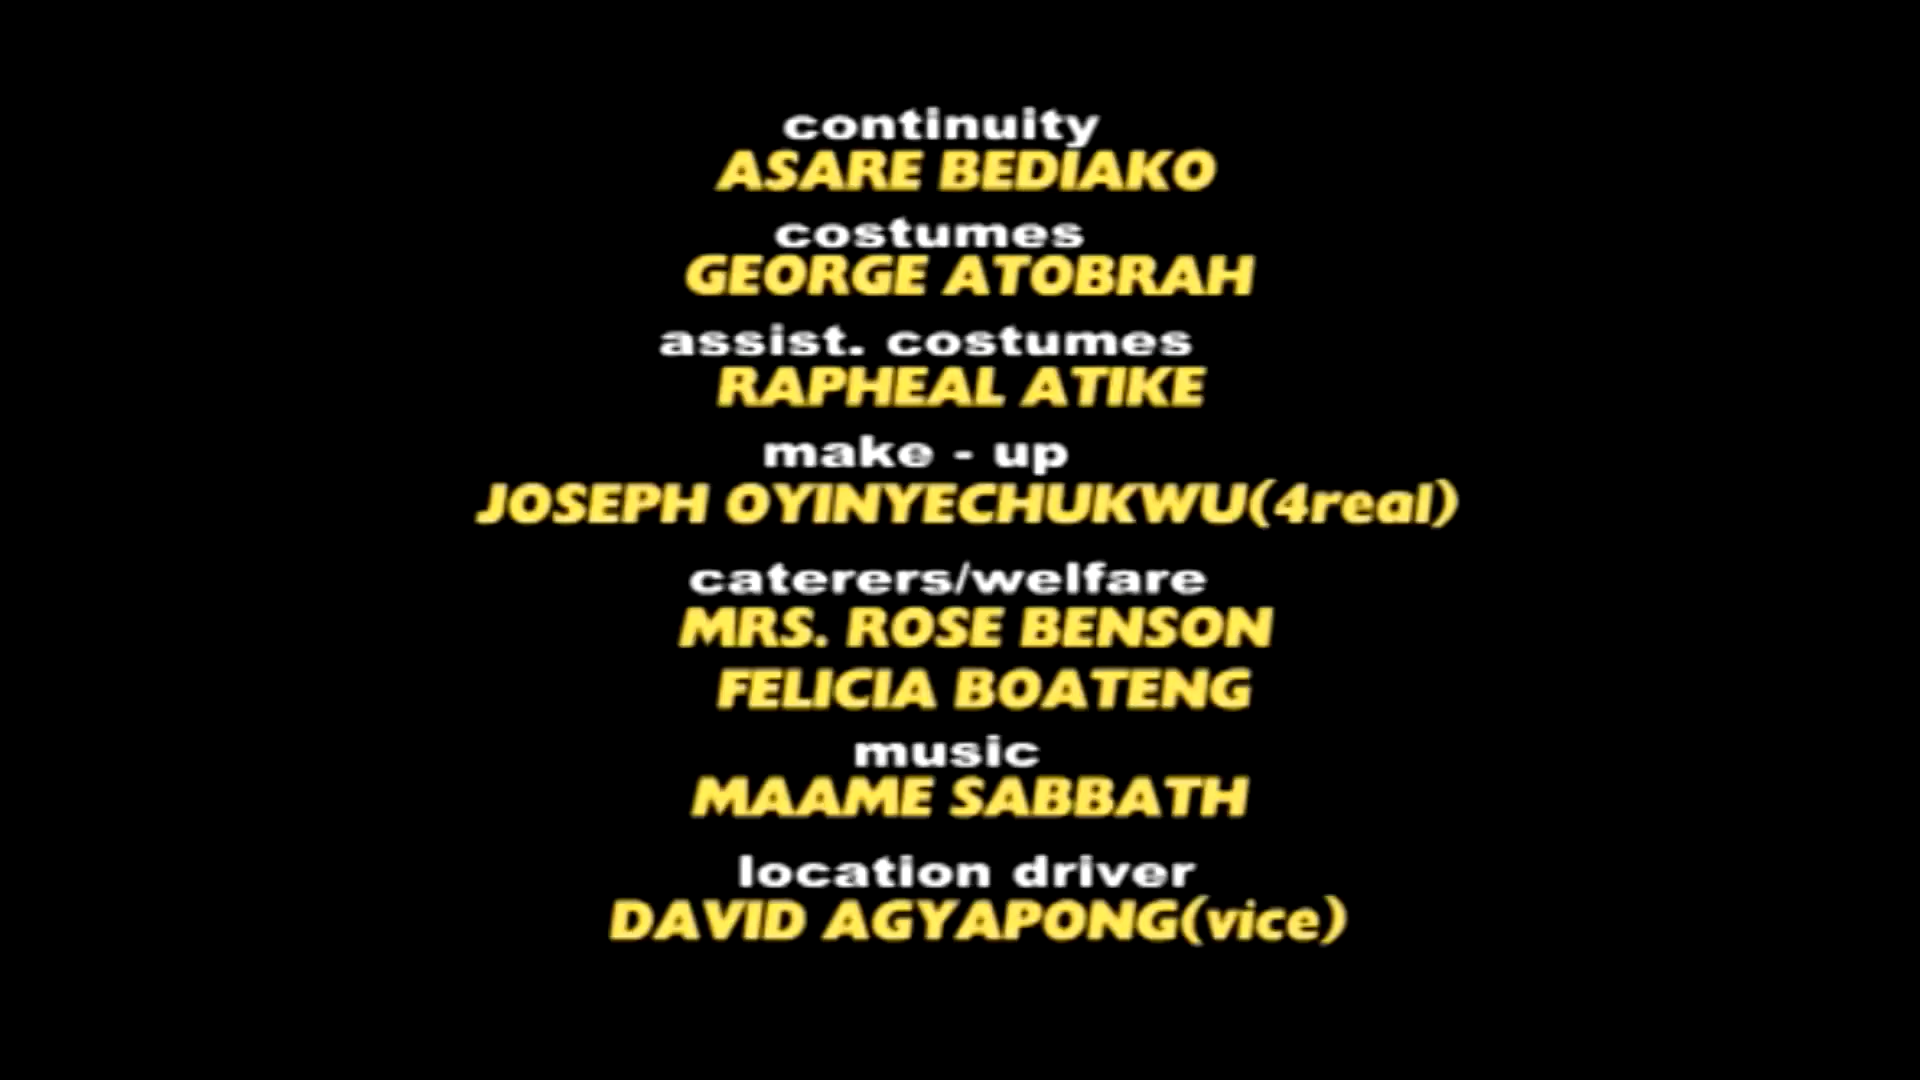 continuity
ASARE BEDIAKO
costumes
GEORGE ATOBRAH
assist. costumes
RAPHEAL ATIKE
make - up
JOSEPH OYINYECHUKWU(4real)
caterers/welfare
MRS. ROSE BENSON
FELICIA BOATENG
music
MAAME SABBATH
location driver
DAVID AGYAPONG(vice)